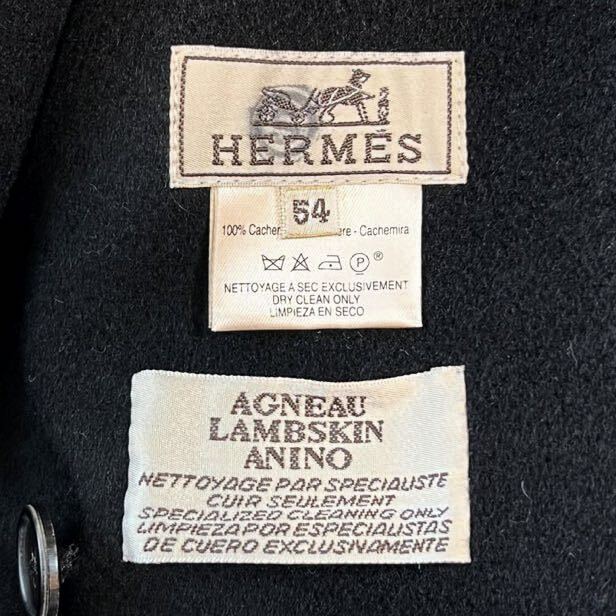 HERMÈS
54
100% Cachem ere - Cachemira
P ®
NETTOYAGE A SEC EXCLUSIVEMENT
DRY CLEAN ONLY
LIMPIEZA EN SECO
AGNEAU
LAMBSKIN
ANINO
NETTOYAGE PAR SPECIALISTE
CUIR SEULEMENT
SPECIALIZED CLEANING ONLY
LIMPIEZA POR ESPECIALISTAS
DE CUERO EXCLUSIVAMENTE